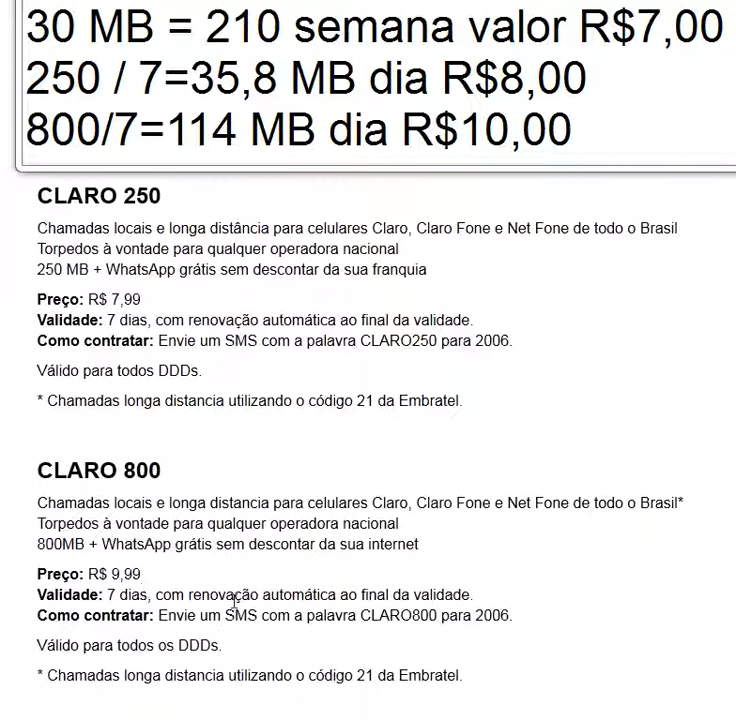 30 MB = 210 semana valor R$7,00
250 / 7=35,8 MB dia R$8,00
800/7=114 MB dia R$10,00
CLARO 250
Chamadas locais e longa distância para celulares Claro, Claro Fone e Net Fone de todo o Brasil
Torpedos à vontade para qualquer operadora nacional
250 MB + WhatsApp grátis sem descontar da sua franquia
Preço: R$ 7,99
Validade: 7 dias, com renovação automática ao final da validade.
Como contratar: Envie um SMS com a palavra CLARO250 para 2006.
Válido para todos DDDs.
* Chamadas longa distancia utilizando o código 21 da Embratel.
CLARO 800
Chamadas locais e longa distancia para celulares Claro, Claro Fone e Net Fone de todo o Brasil*
Torpedos à vontade para qualquer operadora nacional
800MB + WhatsApp grátis sem descontar da sua internet
Preço: R$ 9,99
Validade: 7 dias, com renovação automática ao final da validade.
Como contratar: Envie um SMS com a palavra CLARO800 para 2006.
Válido para todos os DDDs.
* Chamadas longa distancia utilizando o código 21 da Embratel.